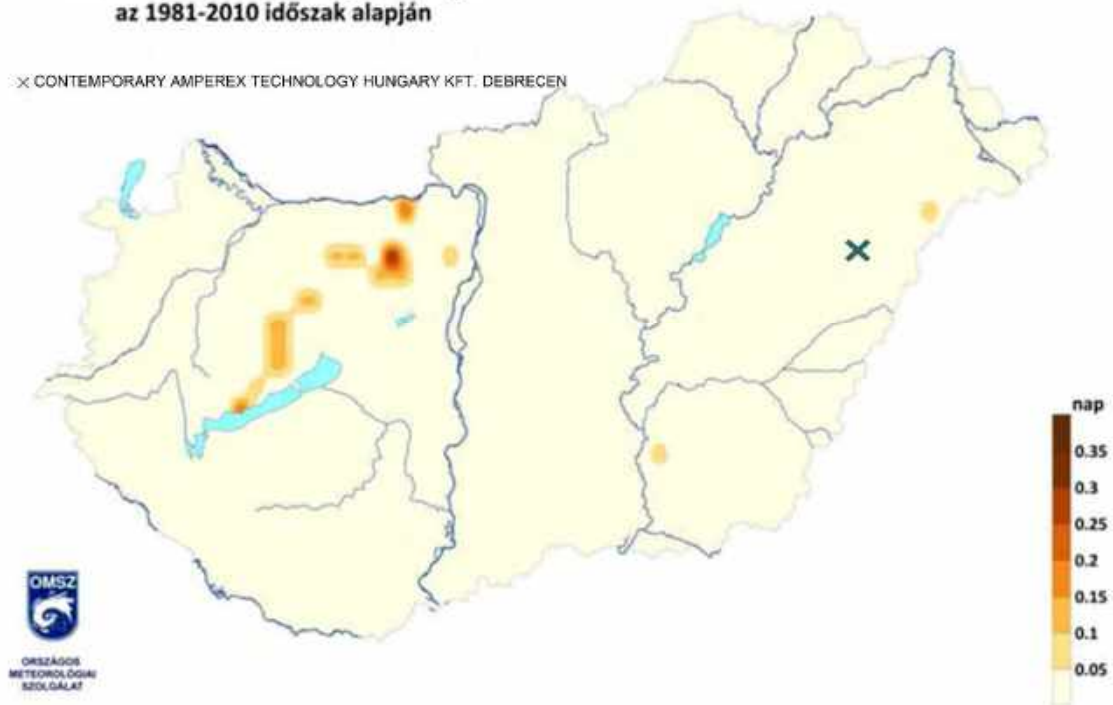 az 1981-2010 időszak alapján
× CONTEMPORARY AMPEREX TECHNOLOGY HUNGARY KFT. DEBRECEN
nap
0.35
0.3
0.25
0.2
0.15
0.1
0.05
OMSZ
ORSZÁGOS
METEOROLÓGIAI
SZOLGÁLAT